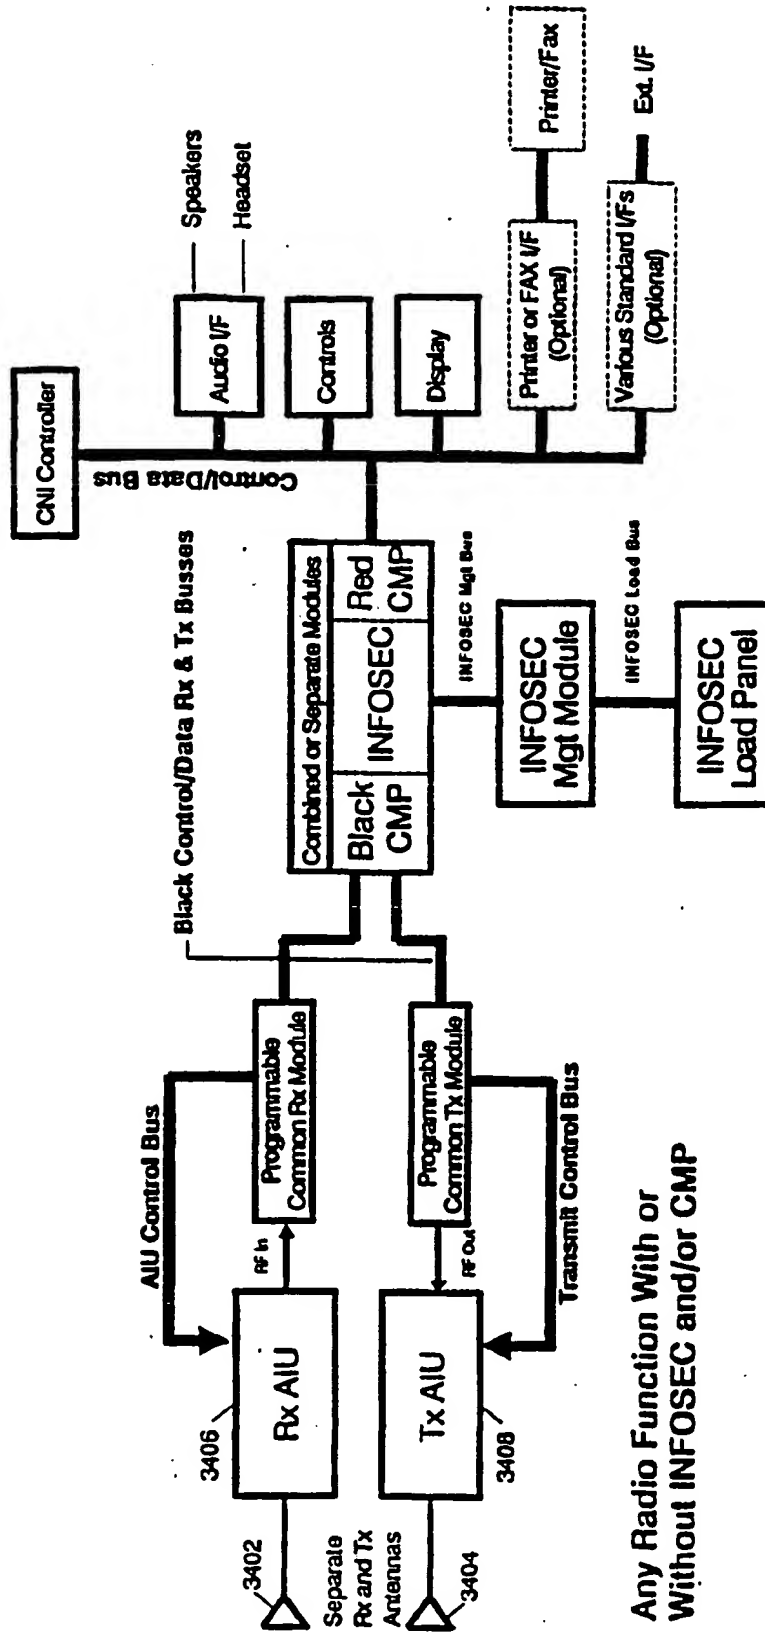 CNI Controller
Control/Data Bus
Audio I/F
Speakers
Headset
Controls
Display
Printer or FAX I/F
(Optional)
Printer/Fax
Various Standard I/Fs
(Optional)
Ext. I/F
Black Control/Data Rx & Tx Busses
Combined or Separate Modules
Black
CMP
INFOSEC
Red
CMP
INFOSEC Mgt Bus
INFOSEC
Mgt Module
INFOSEC Load Bus
INFOSEC
Load Panel
AIU Control Bus
Programmable
Common Rx Module
RF In
Rx AIU
3406
3402
Separate
Rx and Tx
Antennas
3404
Tx AIU
3408
RF Out
Programmable
Common Tx Module
Transmit Control Bus
Any Radio Function With or
Without INFOSEC and/or CMP